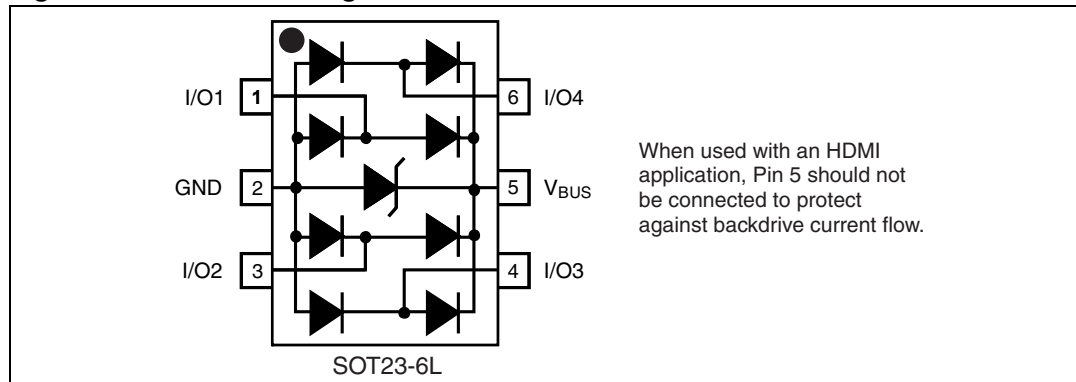 I/O1 1
6 I/O4
GND 2
5 VBUS
I/O2 3
4 I/O3
SOT23-6L
When used with an HDMI
application, Pin 5 should not
be connected to protect
against backdrive current flow.